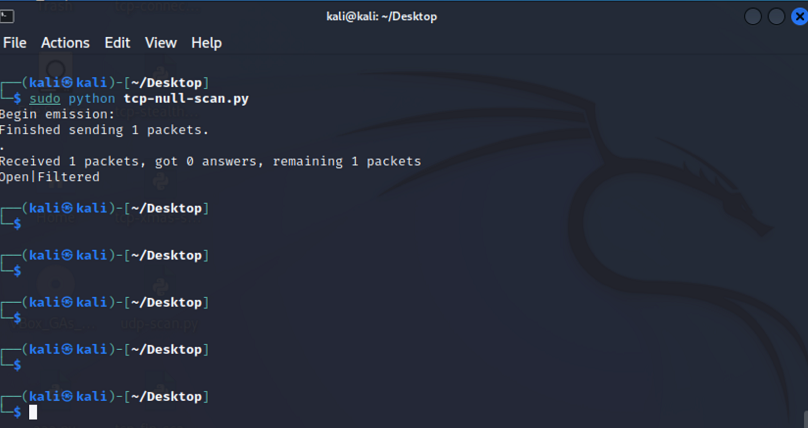 kali@kali: ~/Desktop
File Actions Edit View Help
┌──(kali㉿kali)-[~/Desktop]
└─$ sudo python tcp-null-scan.py
Begin emission:
Finished sending 1 packets.
.
Received 1 packets, got 0 answers, remaining 1 packets
Open|Filtered
┌──(kali㉿kali)-[~/Desktop]
└─$
┌──(kali㉿kali)-[~/Desktop]
└─$
┌──(kali㉿kali)-[~/Desktop]
└─$
┌──(kali㉿kali)-[~/Desktop]
└─$
┌──(kali㉿kali)-[~/Desktop]
└─$